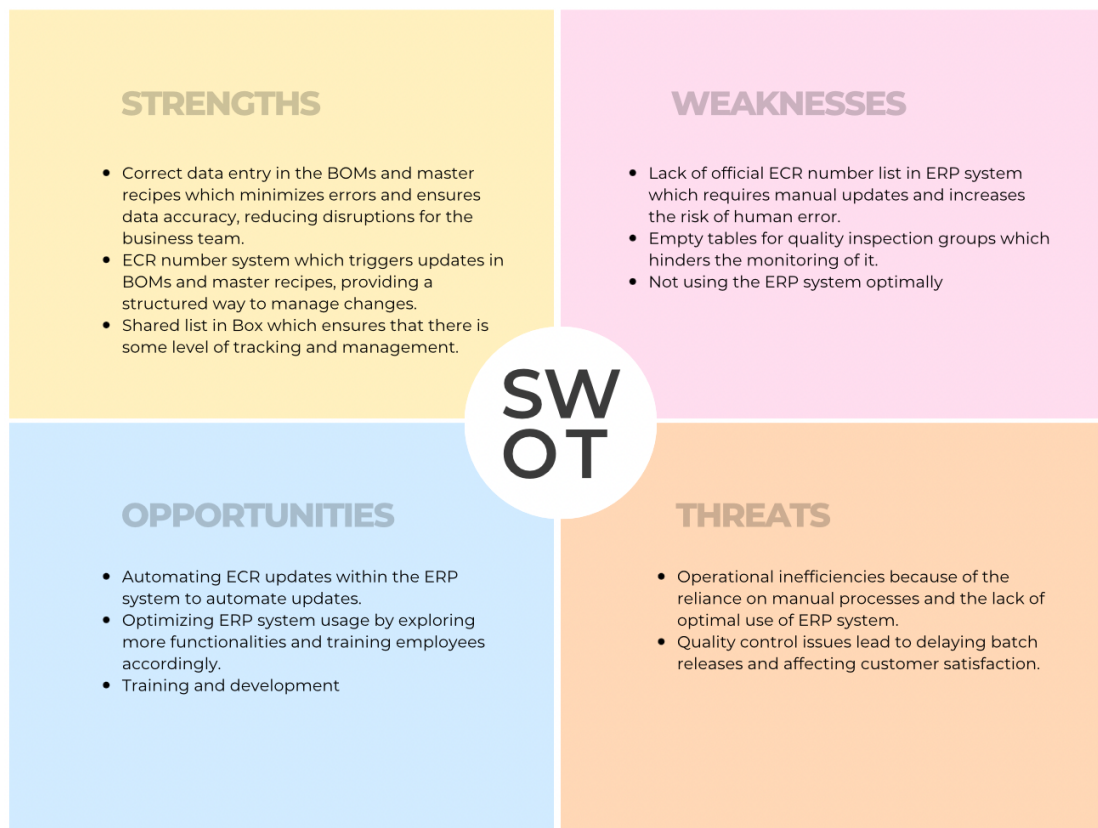 STRENGTHS
• Correct data entry in the BOMs and master
recipes which minimizes errors and ensures
data accuracy, reducing disruptions for the
business team.
• ECR number system which triggers updates in
BOMs and master recipes, providing a
structured way to manage changes.
• Shared list in Box which ensures that there is
some level of tracking and management.
WEAKNESSES
• Lack of official ECR number list in ERP system
which requires manual updates and increases
the risk of human error.
• Empty tables for quality inspection groups which
hinders the monitoring of it.
• Not using the ERP system optimally
SW
OT
OPPORTUNITIES
• Automating ECR updates within the ERP
system to automate updates.
• Optimizing ERP system usage by exploring
more functionalities and training employees
accordingly.
• Training and development
THREATS
• Operational inefficiencies because of the
reliance on manual processes and the lack of
optimal use of ERP system.
• Quality control issues lead to delaying batch
releases and affecting customer satisfaction.